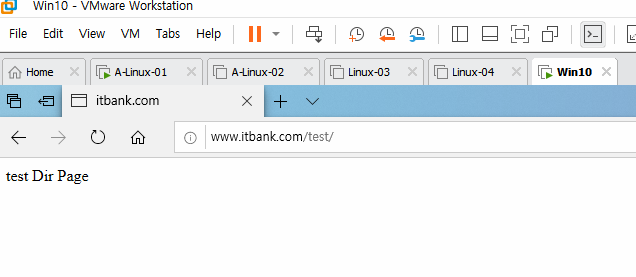 Win10 - VMware Workstation
File Edit View VM Tabs Help
Home A-Linux-01 A-Linux-02 Linux-03 Linux-04 Win10
itbank.com
www.itbank.com/test/
test Dir Page